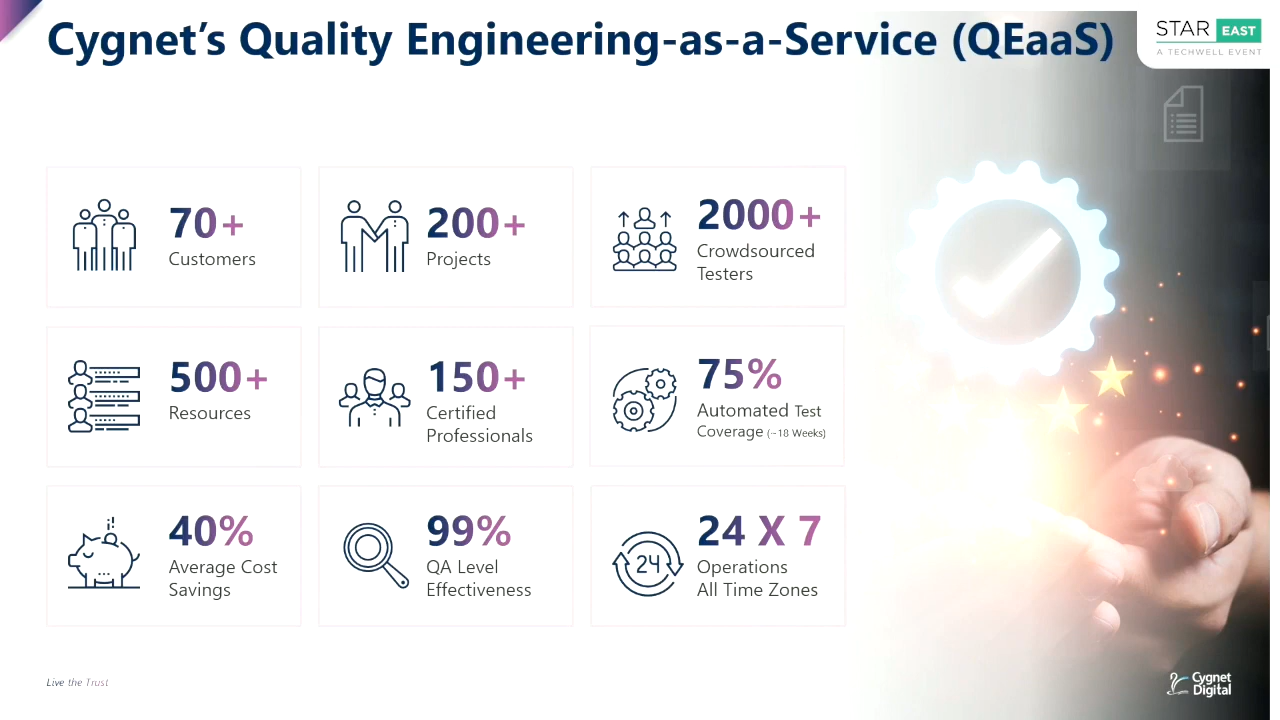 Cygnet’s Quality Engineering-as-a-Service (QEaaS)
STAR EAST
A TECHWELL EVENT
70+
Customers
200+
Projects
2000+
Crowdsourced
Testers
500+
Resources
150+
Certified
Professionals
75%
Automated Test
Coverage (~18 Weeks)
40%
Average Cost
Savings
99%
QA Level
Effectiveness
24
24 X 7
Operations
All Time Zones
Live the Trust
Cygnet
Digital